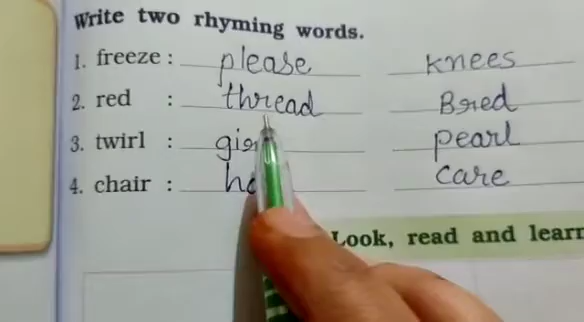 Write two rhyming words.
1. freeze : please knees
2. red : thread Bred
3. twirl : pearl
4. chair : care
Look, read and learn